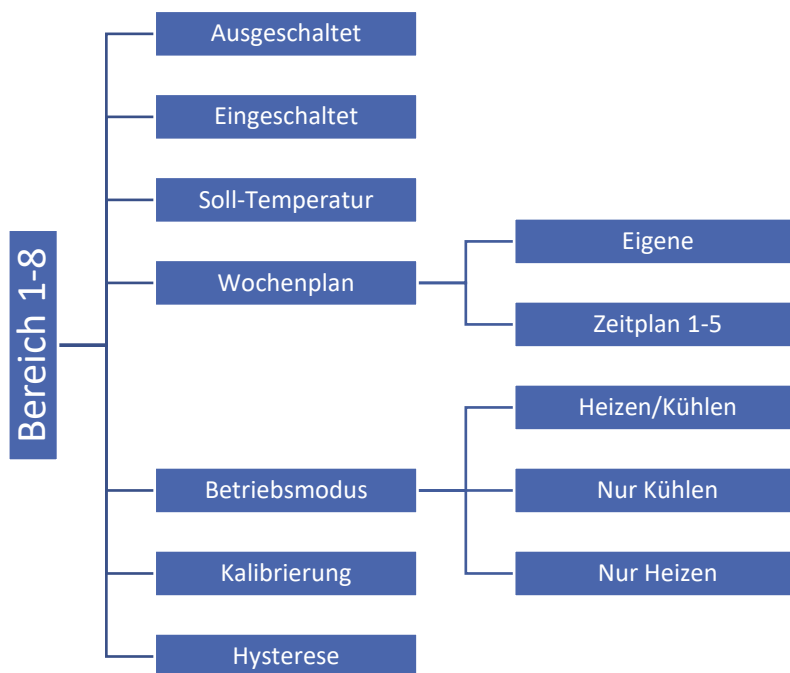 Bereich 1-8
Ausgeschaltet
Eingeschaltet
Soll-Temperatur
Wochenplan
Eigene
Zeitplan 1-5
Betriebsmodus
Heizen/Kühlen
Nur Kühlen
Nur Heizen
Kalibrierung
Hysterese